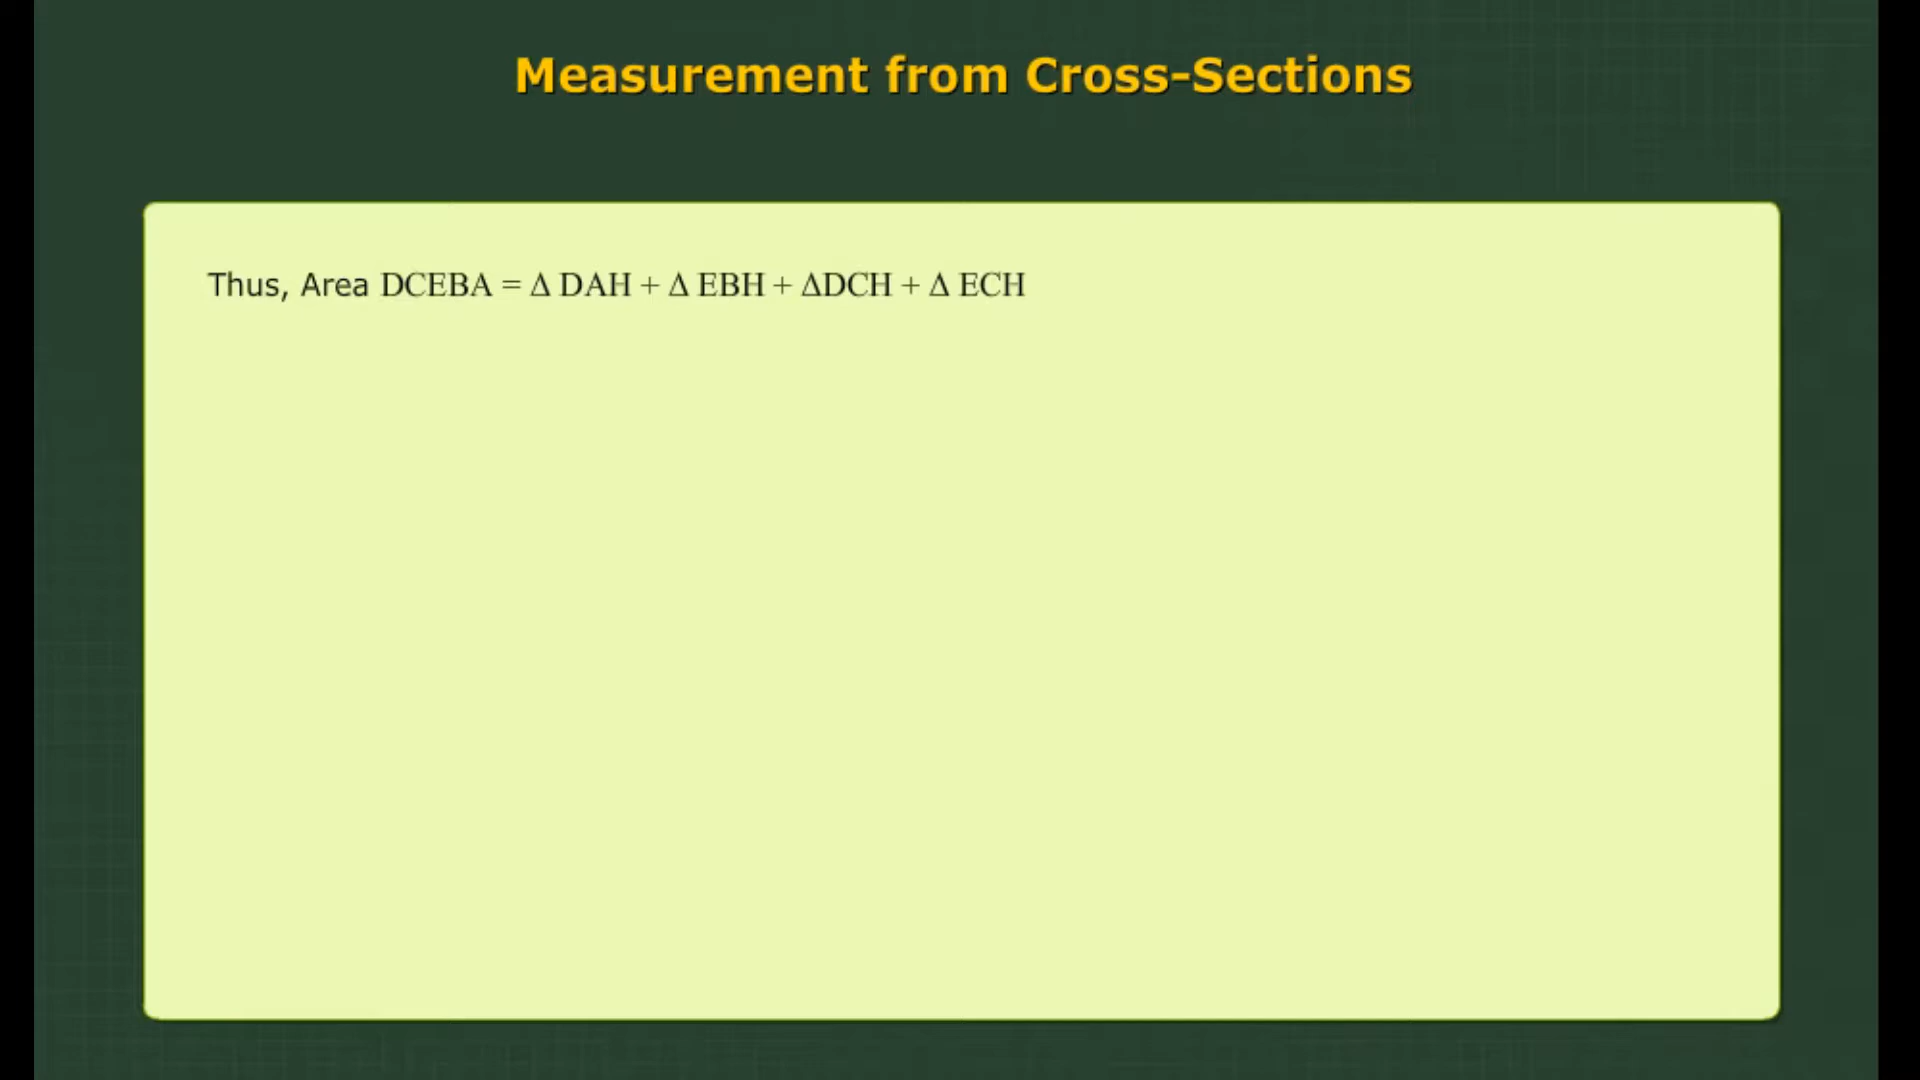 Measurement from Cross-Sections
Thus, Area DCEBA = Δ DAH + Δ EBH + ΔDCH + Δ ECH